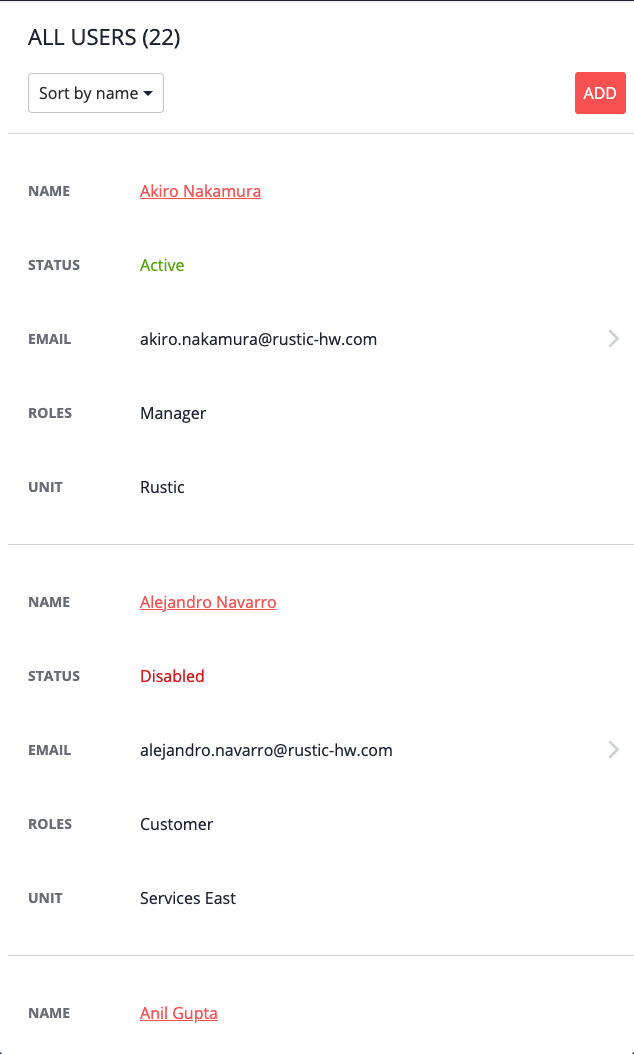 ALL USERS (22)
Sort by name
ADD
NAME Akiro Nakamura
STATUS Active
EMAIL akiro.nakamura@rustic-hw.com
ROLES Manager
UNIT Rustic
NAME Alejandro Navarro
STATUS Disabled
EMAIL alejandro.navarro@rustic-hw.com
ROLES Customer
UNIT Services East
NAME Anil Gupta